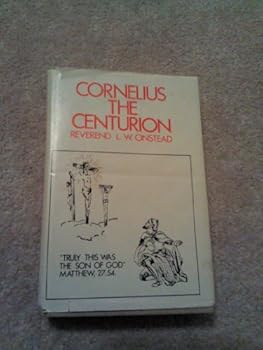 CORNELIUS
THE
CENTURION
REVEREND L. W. ONSTEAD
"TRULY THIS WAS
THE SON OF GOD"
MATTHEW, 27:54.